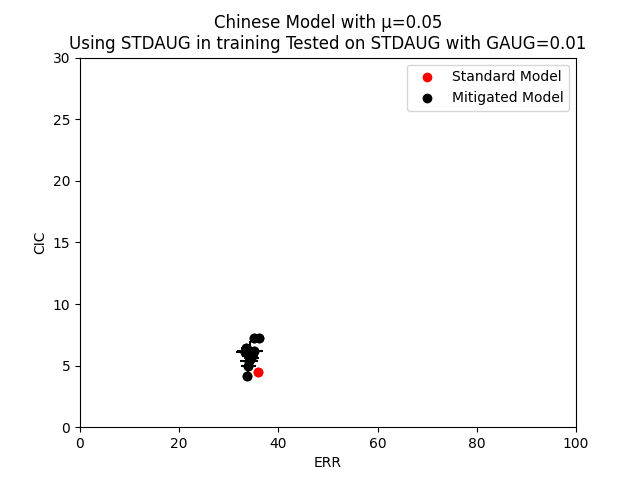 Chinese Model with μ=0.05
Using STDAUG in training Tested on STDAUG with GAUG=0.01
Standard Model
Mitigated Model
30
25
20
15
10
5
0
CIC
0 20 40 60 80 100
ERR